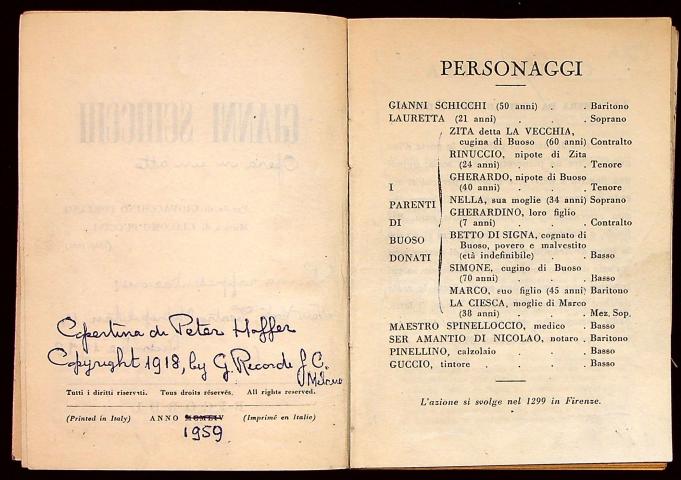 Copertina di Peter Hoffer
Copyright 1918, by G. Ricordi & C.
Milano
Tutti i diritti riservati. Tous droits réservés. All rights reserved.
(Printed in Italy) ANNO MCMLIV (Imprimé en Italie)
1959
PERSONAGGI
GIANNI SCHICCHI (50 anni) . . Baritono
LAURETTA (21 anni) . . . Soprano
I PARENTI DI BUOSO DONATI
ZITA detta LA VECCHIA,
cugina di Buoso (60 anni) Contralto
RINUCCIO, nipote di Zita
(24 anni) . . . Tenore
GHERARDO, nipote di Buoso
(40 anni) . . . Tenore
NELLA, sua moglie (34 anni) Soprano
GHERARDINO, loro figlio
(7 anni) . . . Contralto
BETTO DI SIGNA, cognato di
Buoso, povero e malvestito
(età indefinibile) . . Basso
SIMONE, cugino di Buoso
(70 anni) . . . Basso
MARCO, suo figlio (45 anni) Baritono
LA CIESCA, moglie di Marco
(38 anni) . . . Mez. Sop.
MAESTRO SPINELLOCCIO, medico . Basso
SER AMANTIO DI NICOLAO, notaro . Baritono
PINELLINO, calzolaio . . Basso
GUCCIO, tintore . . . . Basso
L'azione si svolge nel 1299 in Firenze.